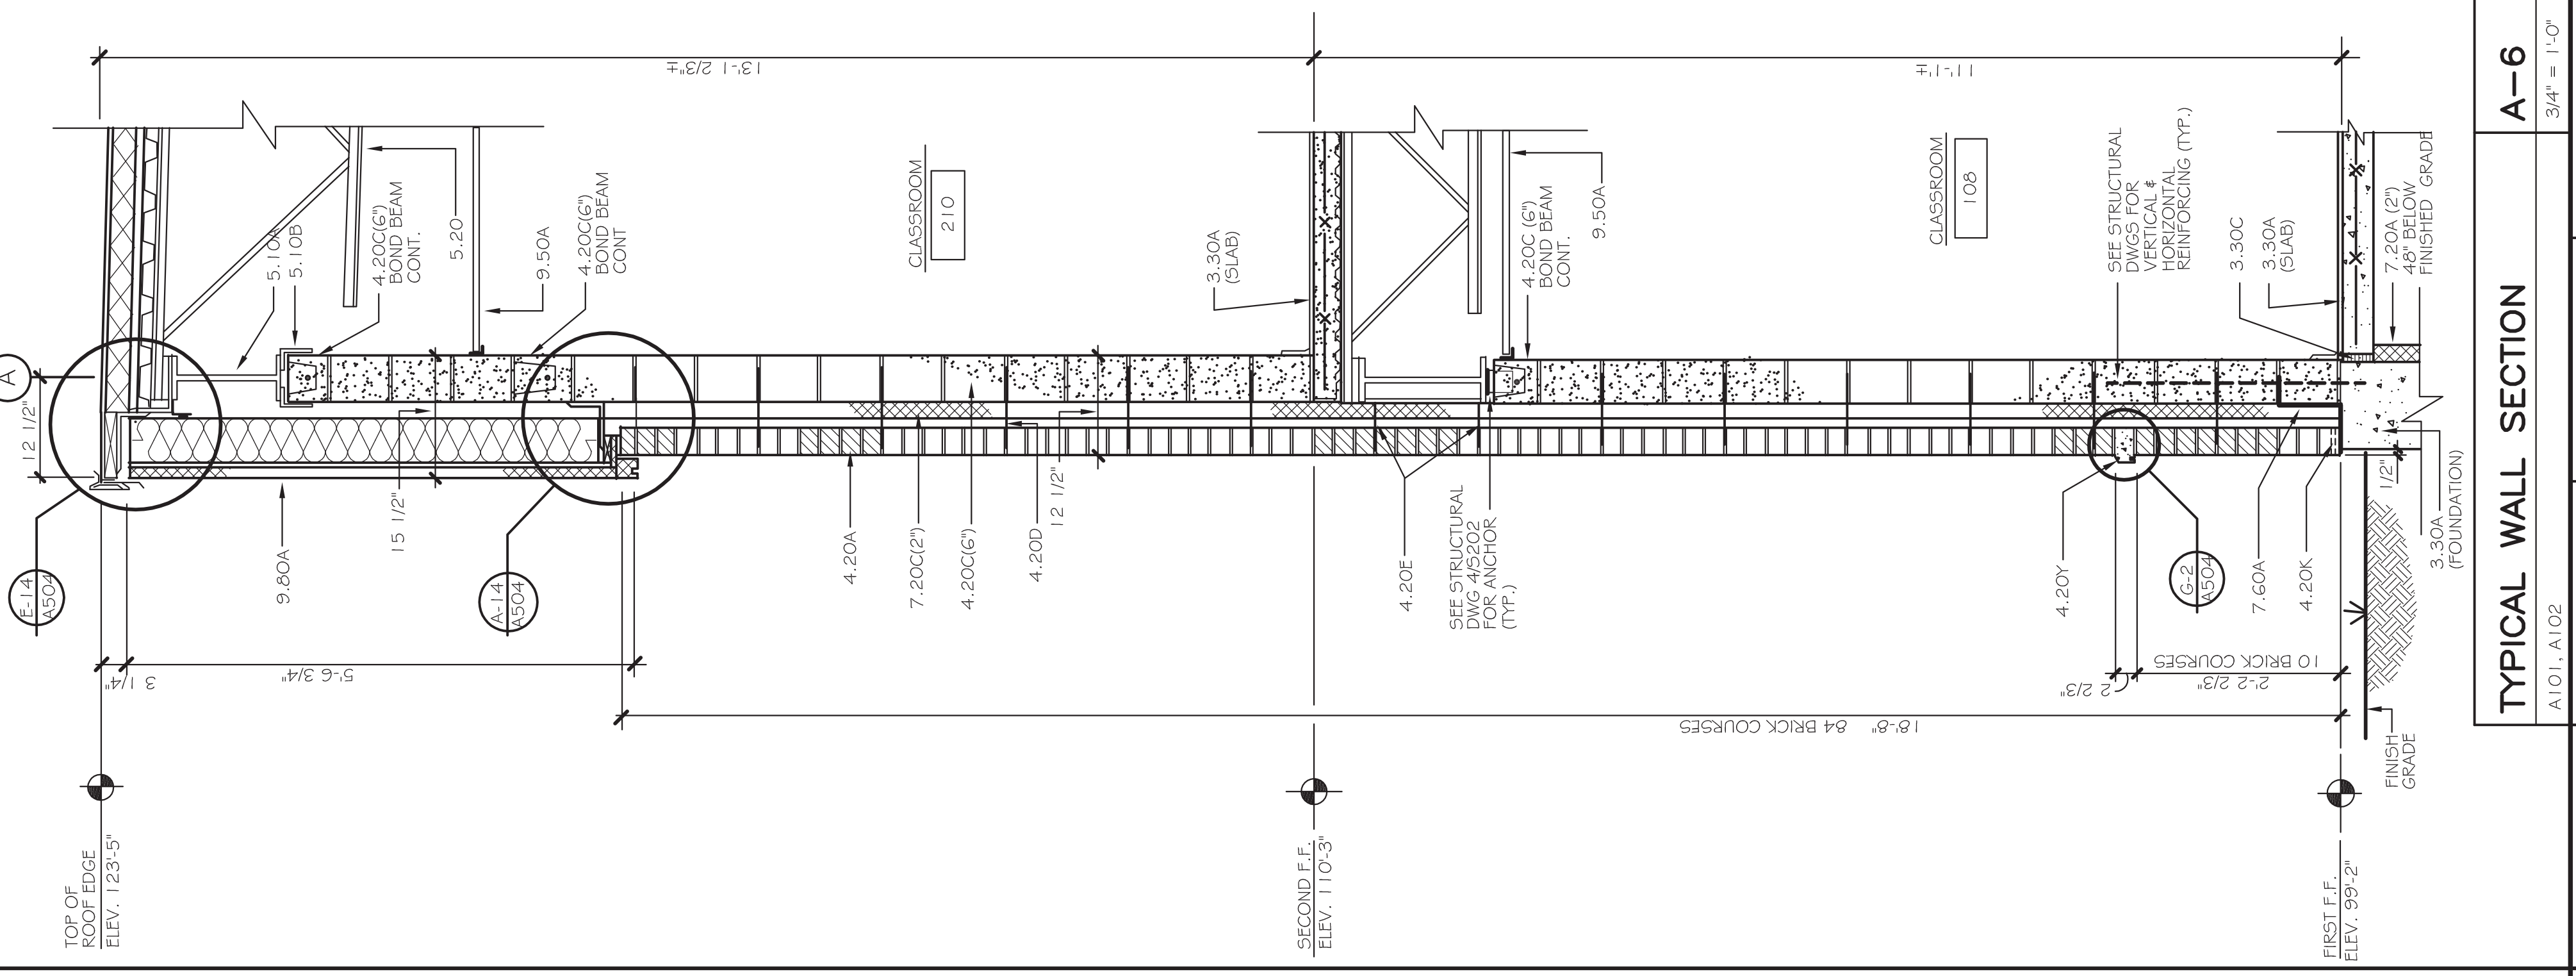 A
12 1/2"
E-14
A504
3 1/4"
5'-6 3/4"
TOP OF
ROOF EDGE
ELEV. 123'-5"
13'-1 2/3"±
5.10A
5.10B
4.20C(6")
BOND BEAM
CONT.
5.20
9.50A
4.20C(6")
BOND BEAM
CONT
9.80A
15 1/2"
A-14
A504
CLASSROOM
210
4.20A
7.20C(2")
4.20C(6")
4.20D
12 1/2"
3.30A
(SLAB)
SECOND F.F.
ELEV. 110'-3"
4.20E
SEE STRUCTURAL
DWG 4/S202
FOR ANCHOR
(TYP.)
4.20C (6")
BOND BEAM
CONT.
9.50A
11'-1"±
18'-8" 84 BRICK COURSES
CLASSROOM
108
SEE STRUCTURAL
DWGS FOR
VERTICAL &
HORIZONTAL
REINFORCING (TYP.)
3.30C
3.30A
(SLAB)
7.20A (2")
48" BELOW
FINISHED GRADE
4.20Y
G-2
A504
7.60A
4.20K
2 2/3"
2'-2 2/3"
10 BRICK COURSES
1/2"
3.30A
(FOUNDATION)
FINISH
GRADE
FIRST F.F.
ELEV. 99'-2"
TYPICAL WALL SECTION
A-6
A101, A102
3/4" = 1'-0"